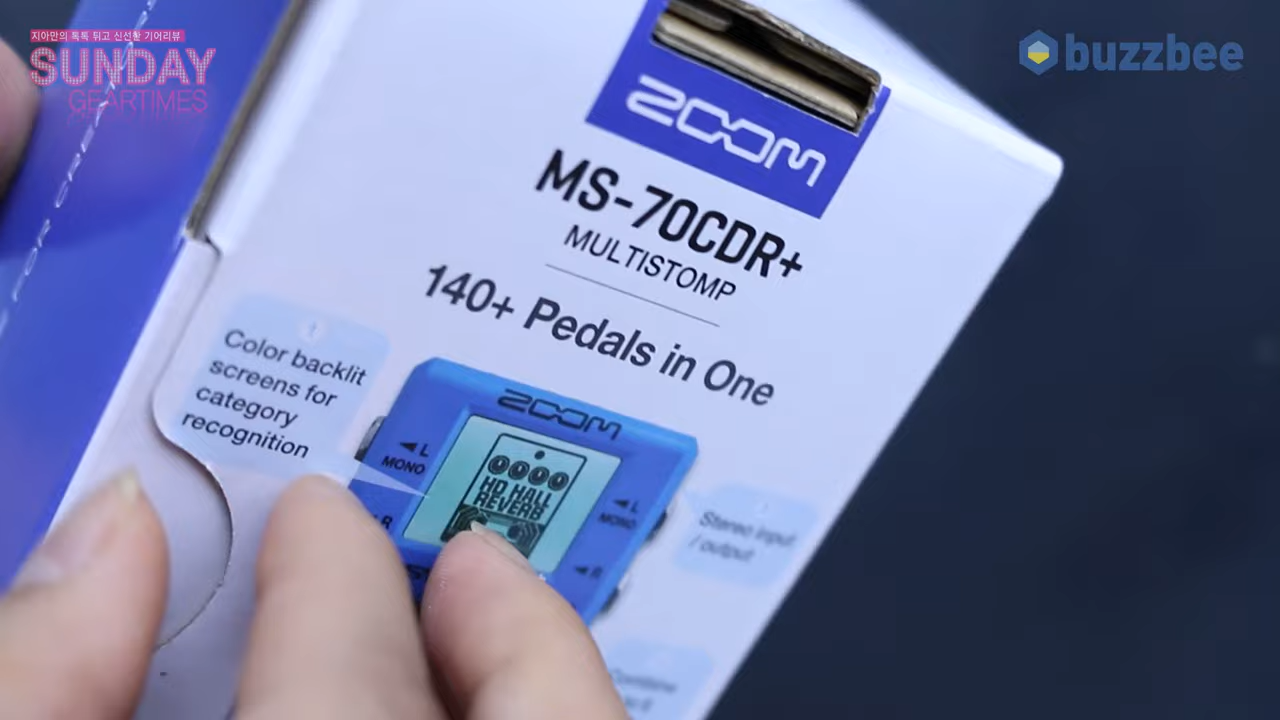 지아만의 톡톡 튀고 신선한 기어리뷰
SUNDAY
GEARTIMES
buzzbee
ZOOM
MS-70CDR+
MULTISTOMP
140+ Pedals in One
Color backlit
screens for
category
recognition
ZOOM
L
MONO
R
HD HALL
REVERB
L
MONO
R
Stereo input
/ output
Combine
FOR